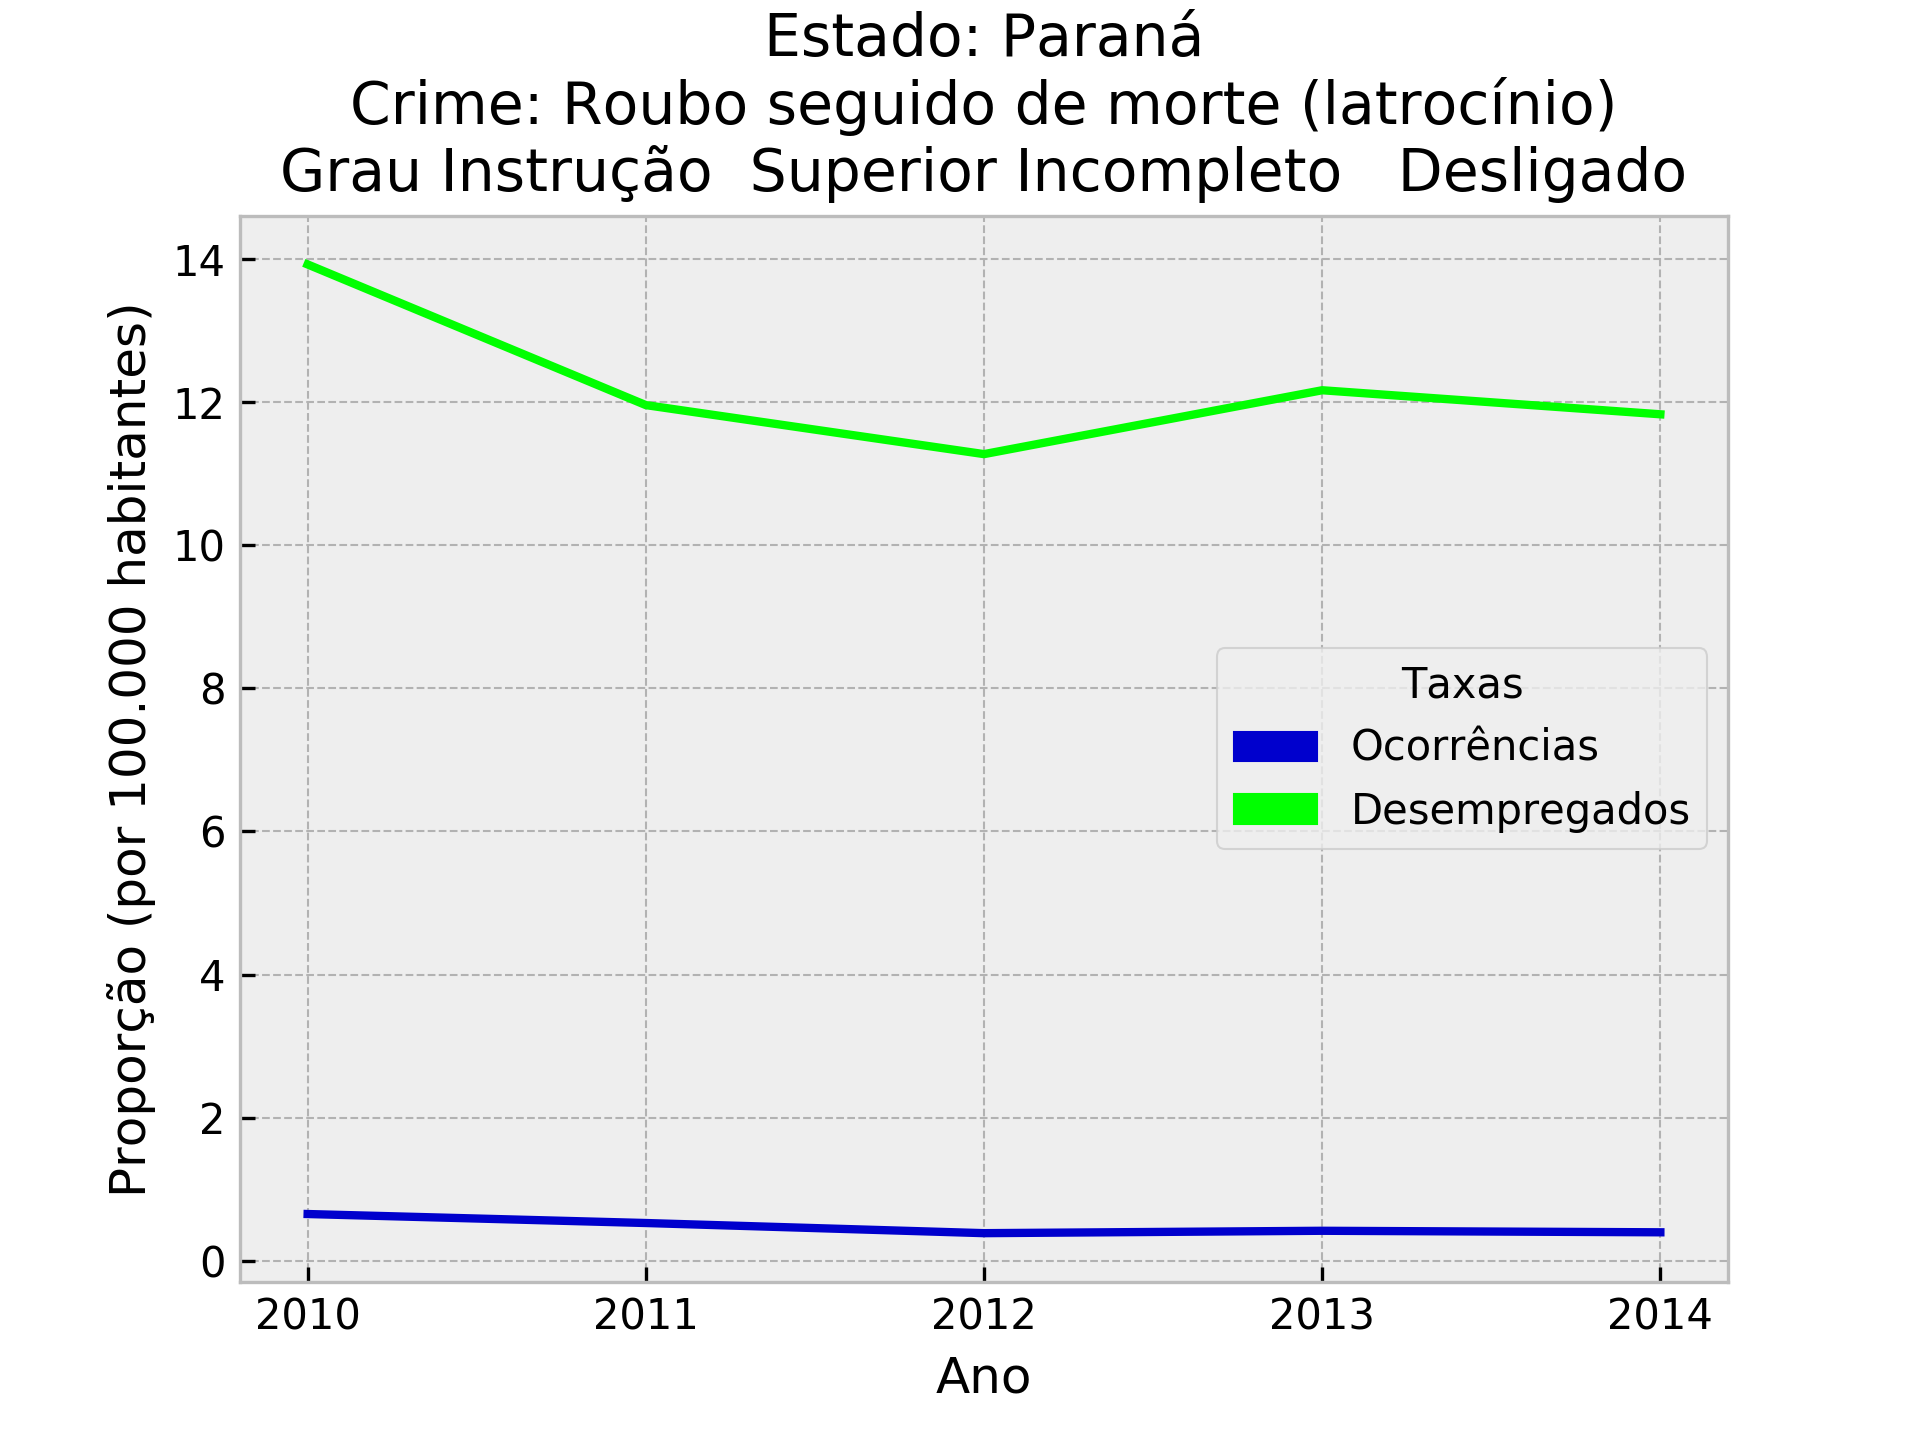 Estado: Paraná
Crime: Roubo seguido de morte (latrocínio)
Grau Instrução  Superior Incompleto   Desligado
Proporção (por 100.000 habitantes)
14
12
10
8
6
4
2
0
Taxas
Ocorrências
Desempregados
2010 2011 2012 2013 2014
Ano